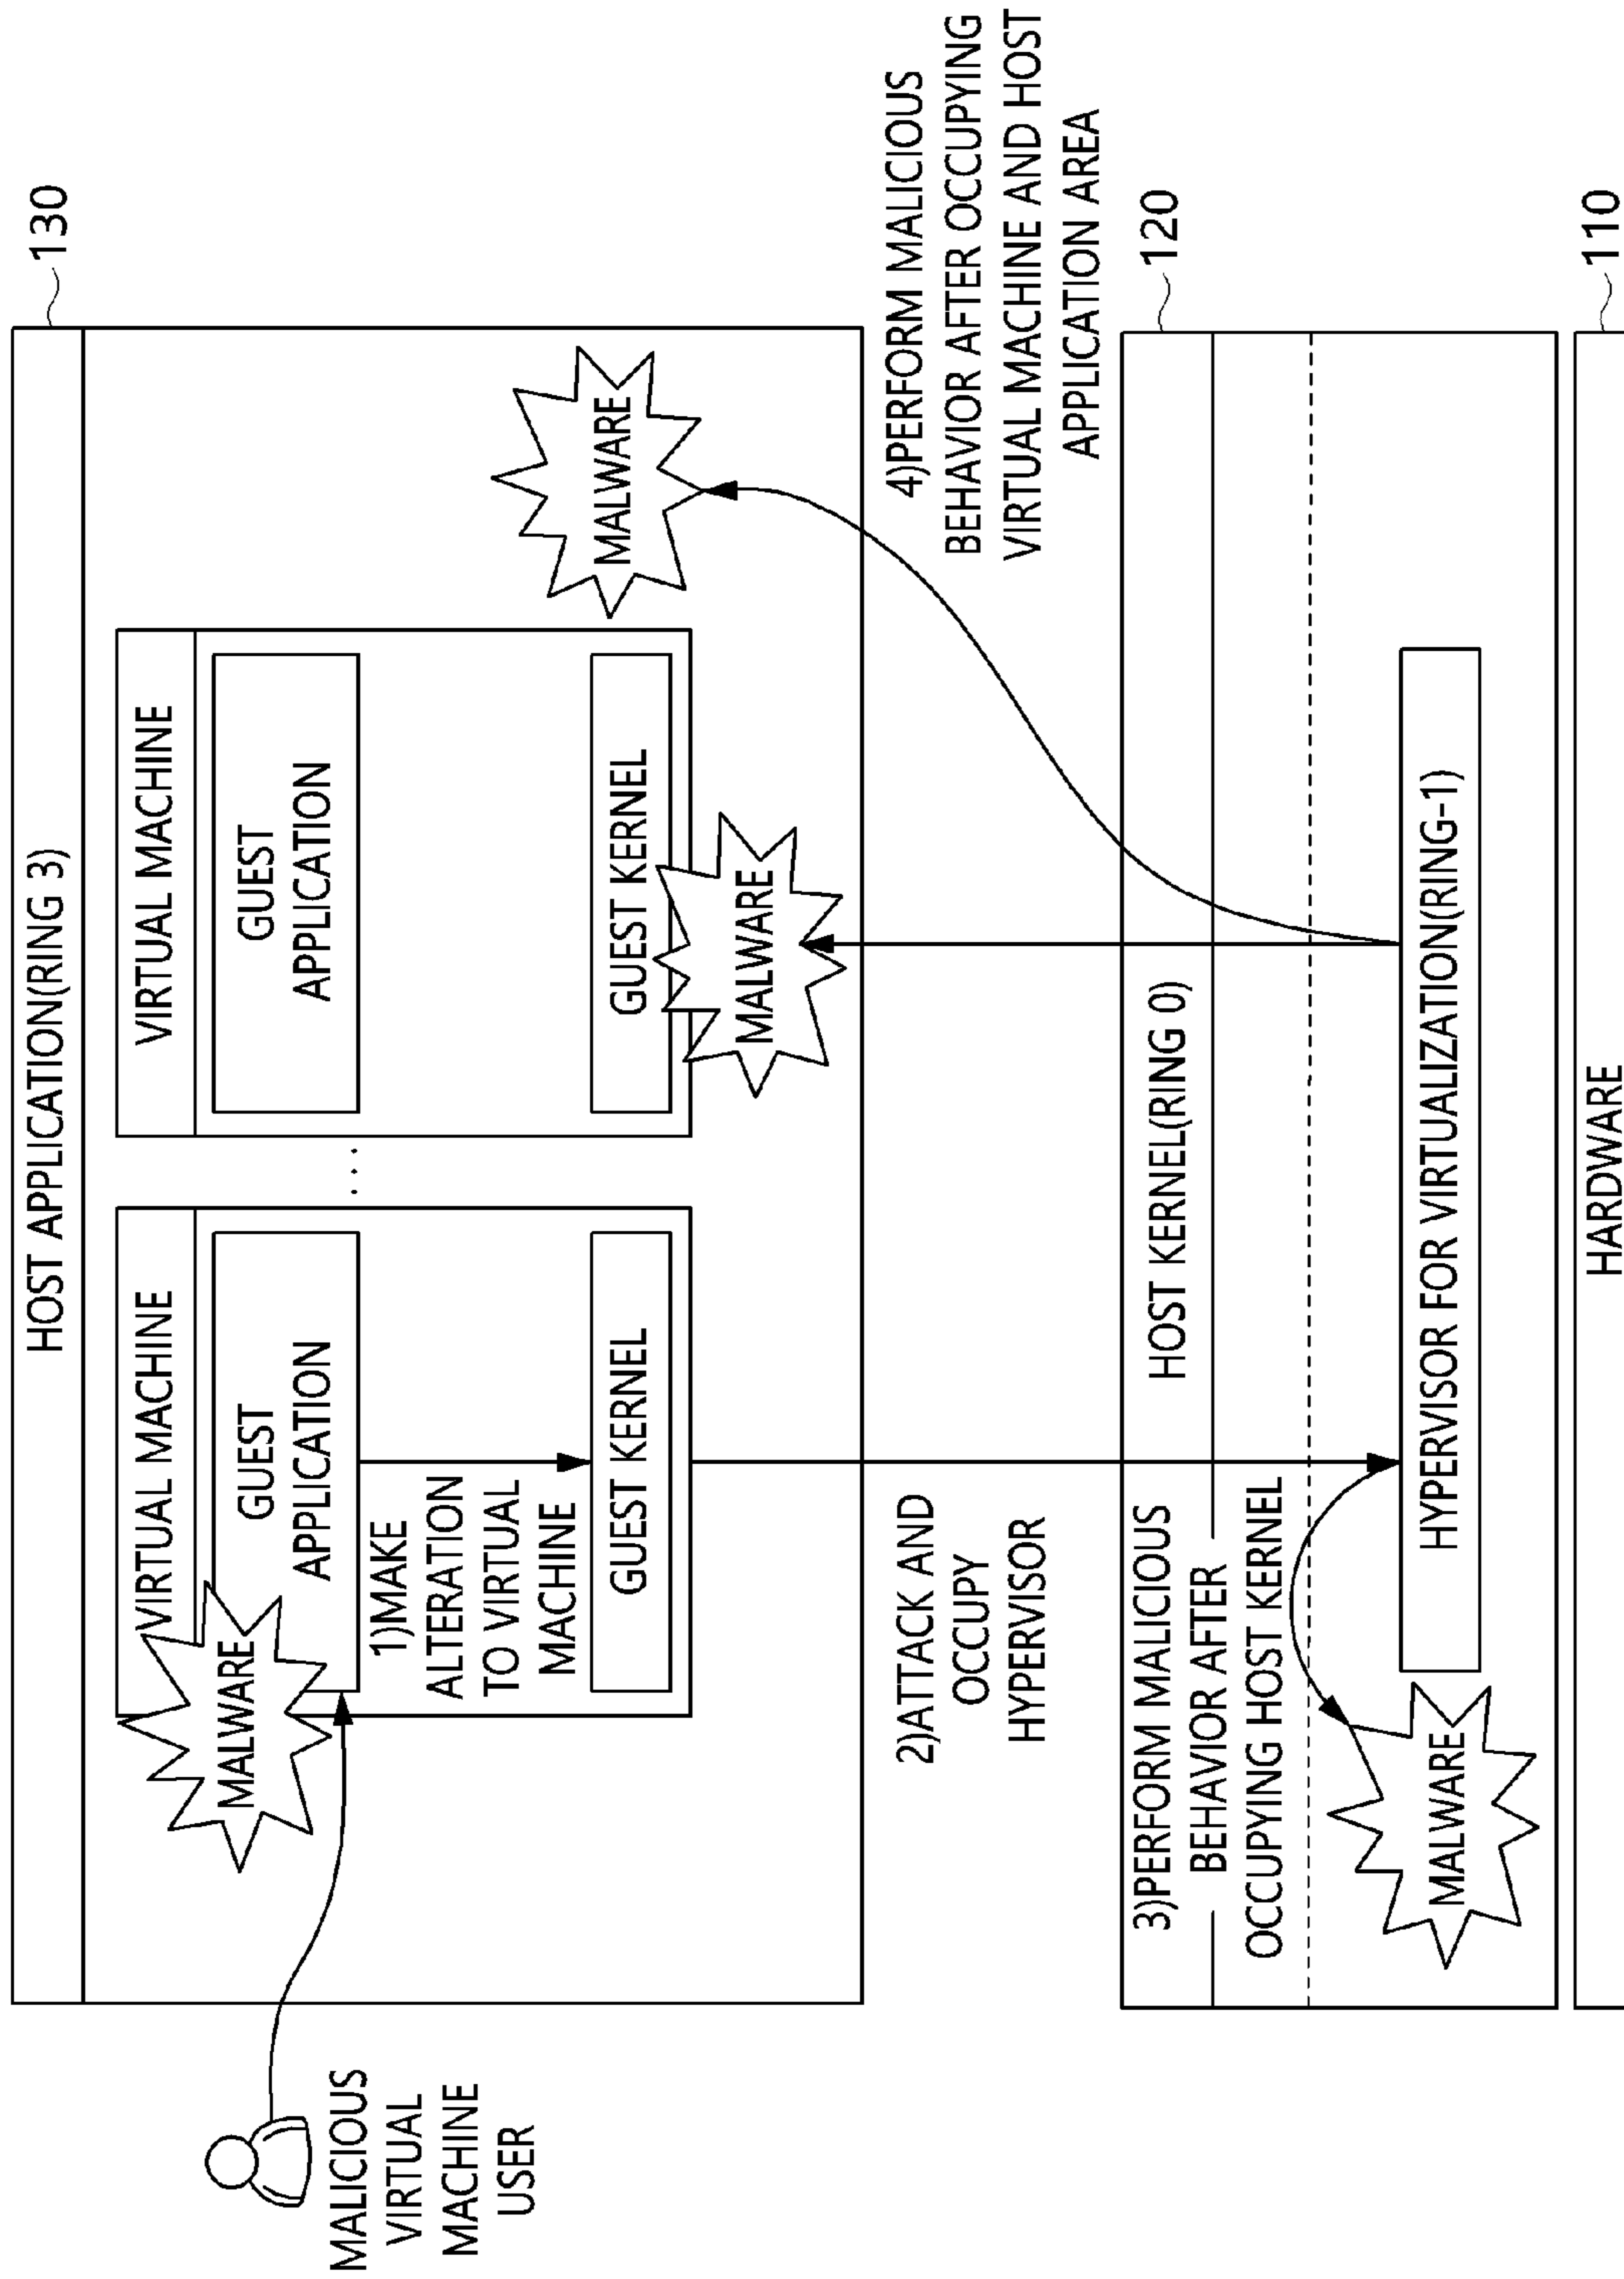 HOST APPLICATION(RING 3)
130
VIRTUAL MACHINE
VIRTUAL MACHINE
MALWARE
GUEST
APPLICATION
GUEST
APPLICATION
MALICIOUS
VIRTUAL
MACHINE
USER
1)MAKE
ALTERATION
TO VIRTUAL
MACHINE
...
MALWARE
GUEST KERNEL
GUEST KERNEL
MALWARE
2)ATTACK AND
OCCUPY
HYPERVISOR
4)PERFORM MALICIOUS
BEHAVIOR AFTER OCCUPYING
VIRTUAL MACHINE AND HOST
APPLICATION AREA
HOST KERNEL(RING 0)
120
3)PERFORM MALICIOUS
BEHAVIOR AFTER
OCCUPYING HOST KERNEL
MALWARE
HYPERVISOR FOR VIRTUALIZATION(RING-1)
HARDWARE
110